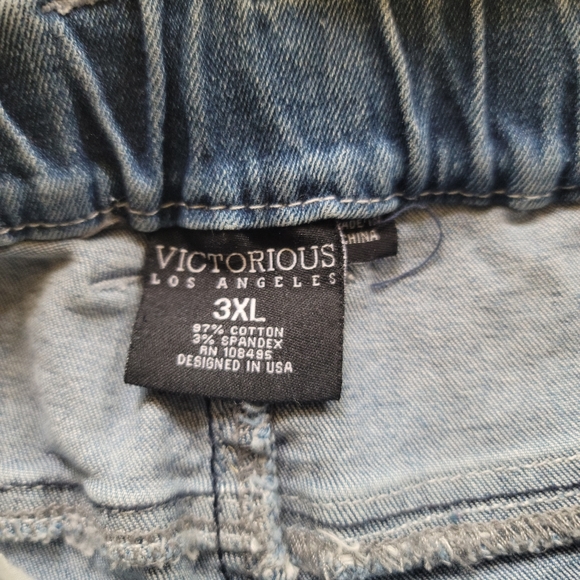 VICTORIOUS
LOS ANGELES
3XL
97% COTTON
3% SPANDEX
RN 108495
DESIGNED IN USA
CHINA